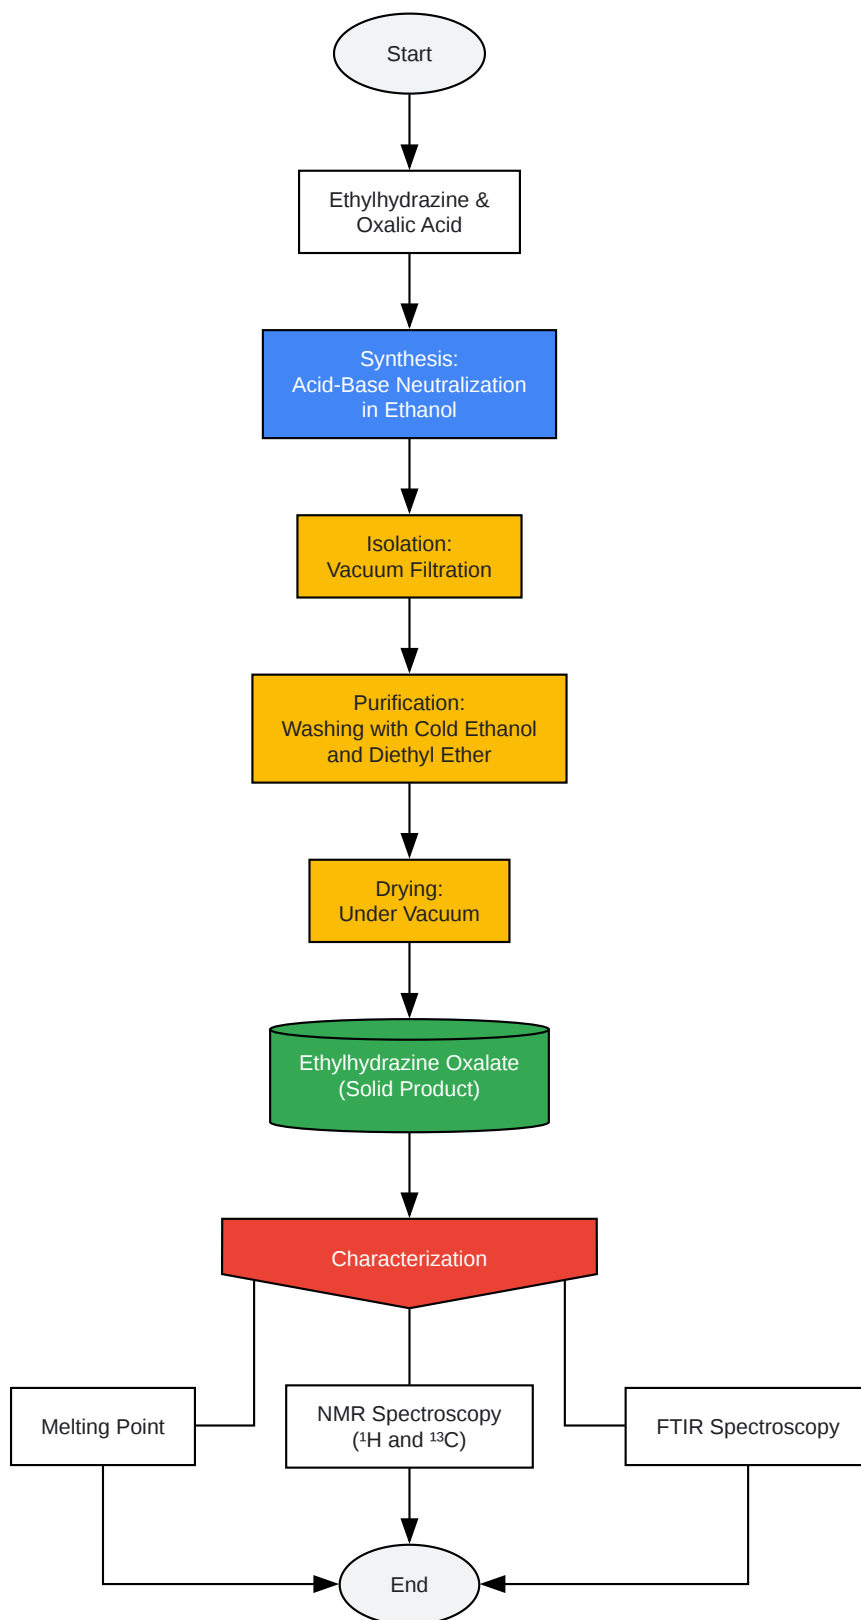 Start
Ethylhydrazine &
Oxalic Acid
Synthesis:
Acid-Base Neutralization
in Ethanol
Isolation:
Vacuum Filtration
Purification:
Washing with Cold Ethanol
and Diethyl Ether
Drying:
Under Vacuum
Ethylhydrazine Oxalate
(Solid Product)
Characterization
Melting Point
NMR Spectroscopy
(¹H and ¹³C)
FTIR Spectroscopy
End